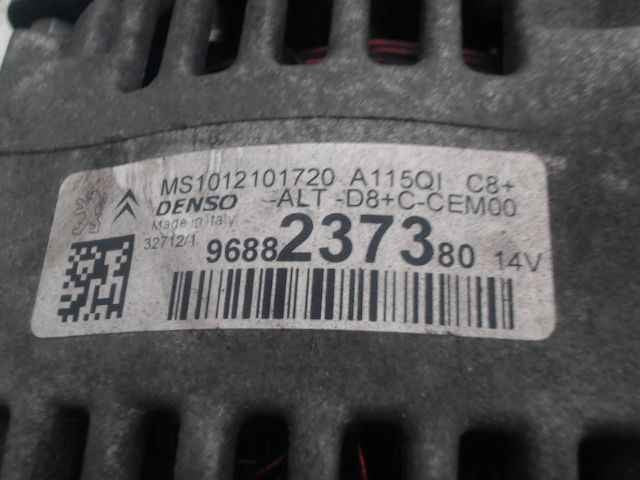 MS1012101720 A115QI C8+
DENSO -ALT -D8+C-CEM00
Made in Italy
32712/1 9688237380 14V